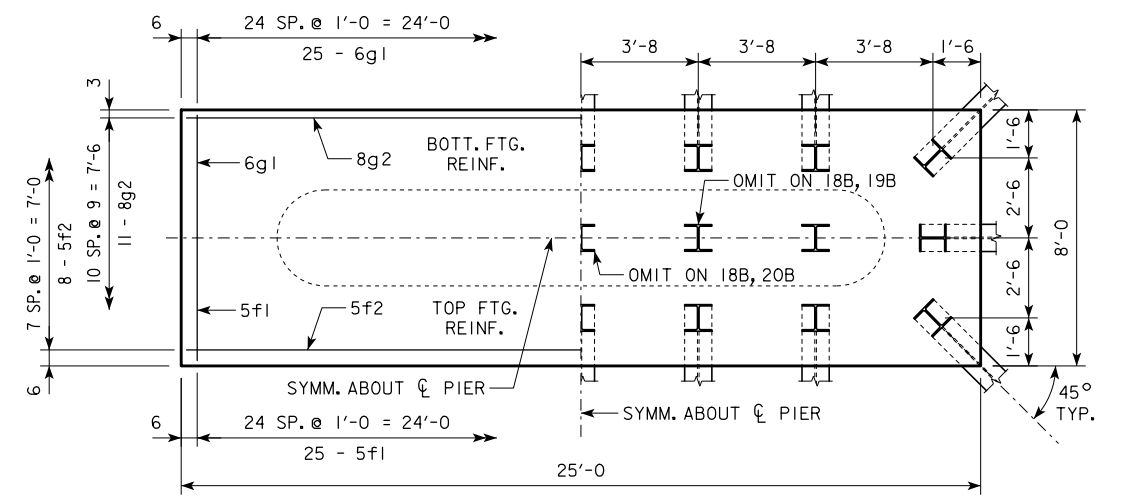 6
24 SP.@ 1'-0 = 24'-0
25 - 6g1
3'-8
3'-8
3'-8
1'-6
3
7 SP.@ 1'-0 = 7'-0
8 - 5f2
10 SP.@ 9 = 7'-6
11 - 8g2
6
6g1
8g2
BOTT. FTG.
REINF.
OMIT ON 18B, 19B
OMIT ON 18B, 20B
5f1
5f2
TOP FTG.
REINF.
1'-6
2'-6
2'-6
1'-6
8'-0
SYMM. ABOUT ℄ PIER
SYMM. ABOUT ℄ PIER
45°
TYP.
6
24 SP.@ 1'-0 = 24'-0
25 - 5f1
25'-0